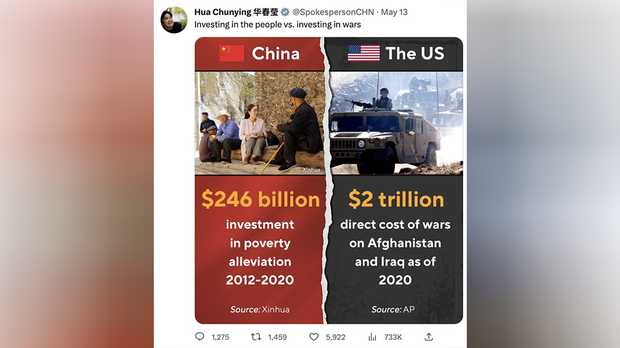 Hua Chunying 华春莹 @SpokespersonCHN · May 13
Investing in the people vs. investing in wars
China
The US
Xinhua
$246 billion
investment
in poverty
alleviation
2012-2020
Source: Xinhua
$2 trillion
direct cost of wars
on Afghanistan
and Iraq as of
2020
Source: AP
1,275
1,459
5,922
733K